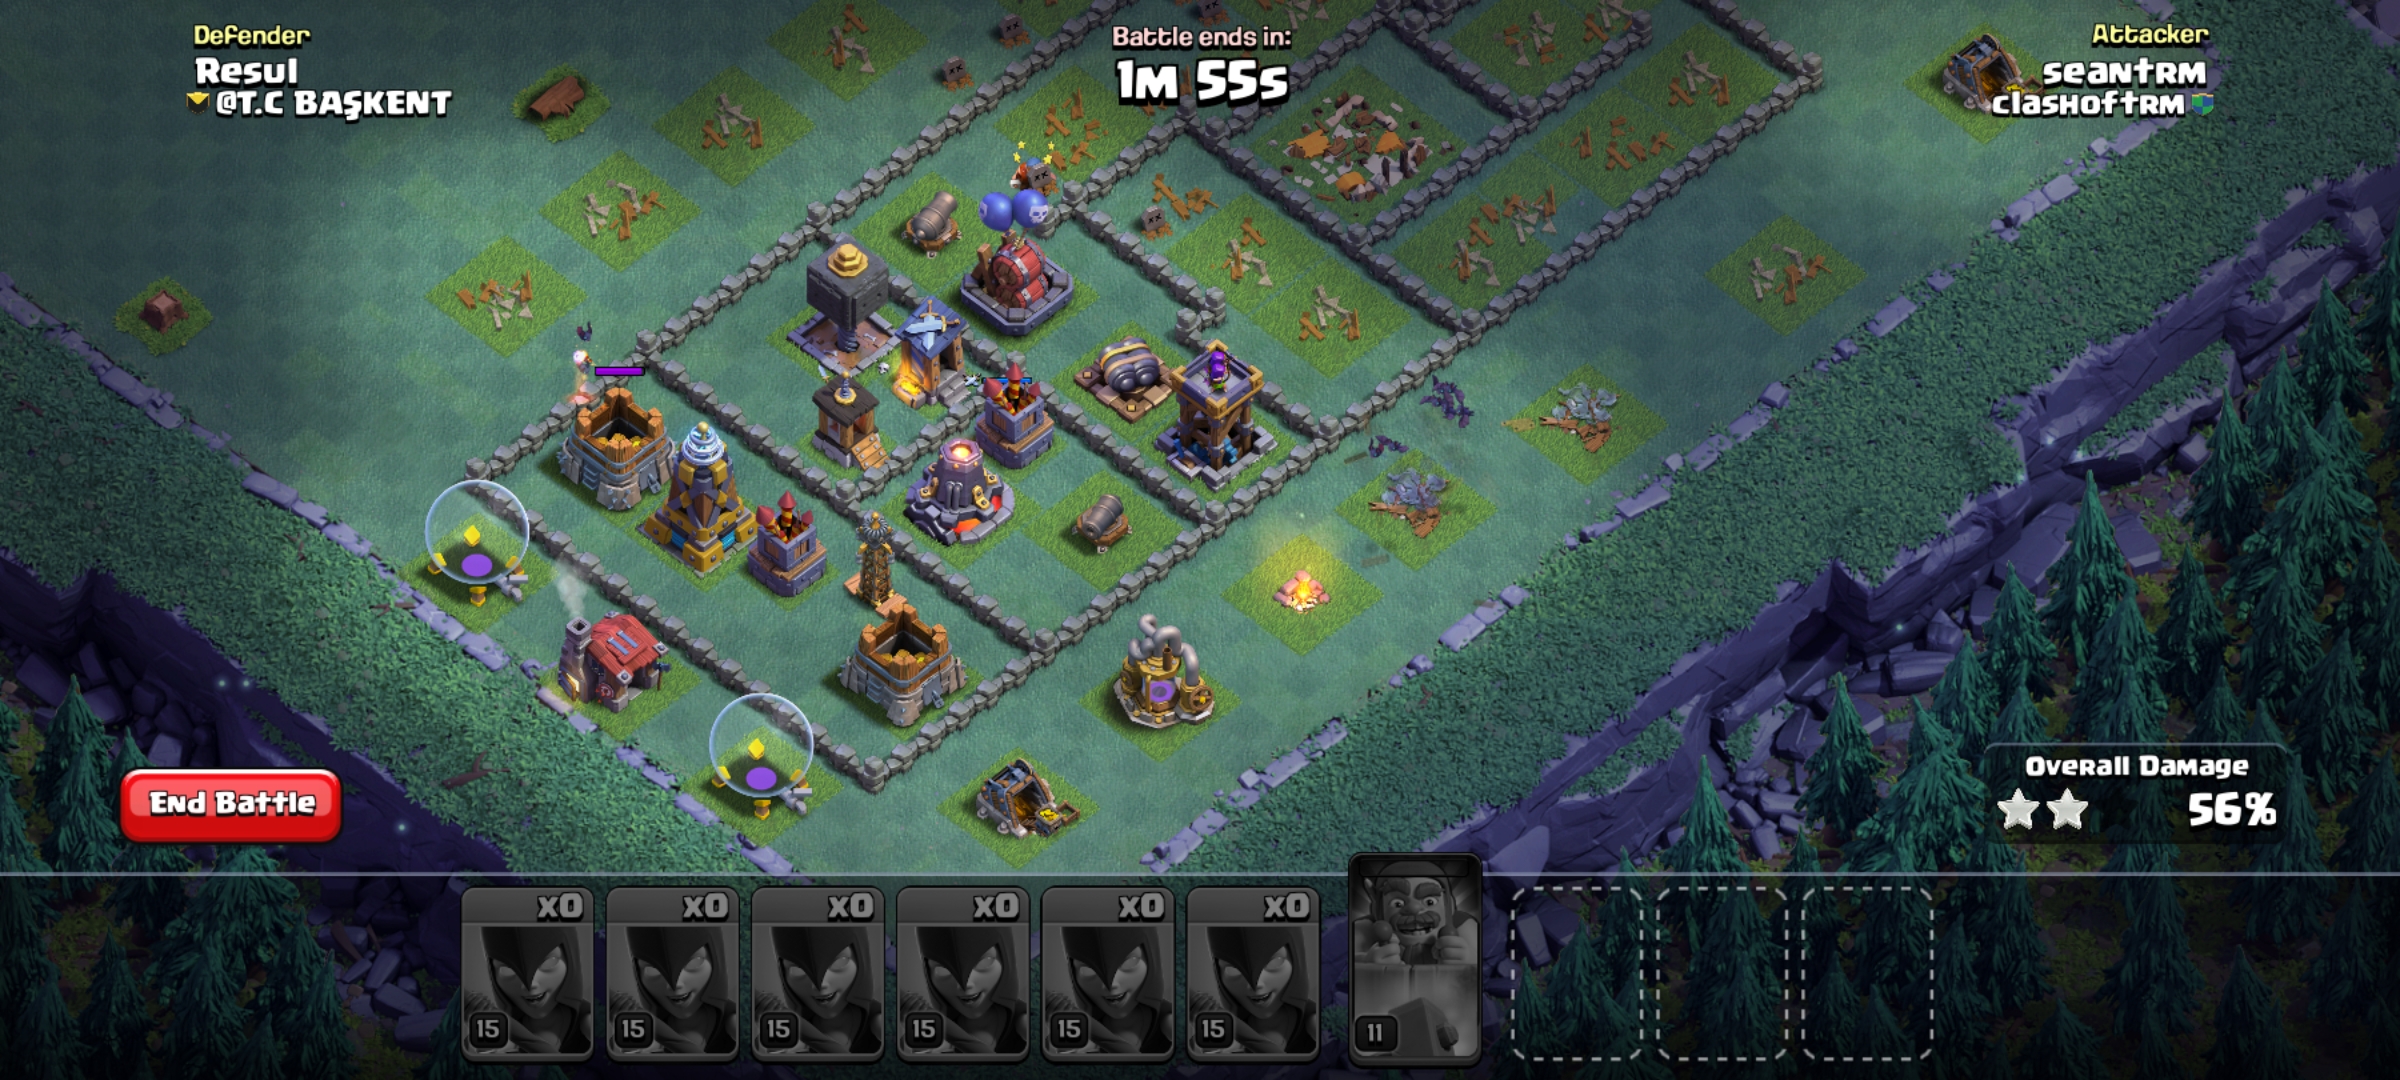 Defender
Resul
@T.C BAŞKENT
Battle ends in:
1M 55s
Attacker
seantRM
clashoftRM
End Battle
Overall Damage
56%
x0
x0
x0
x0
x0
x0
15
15
15
15
15
15
11